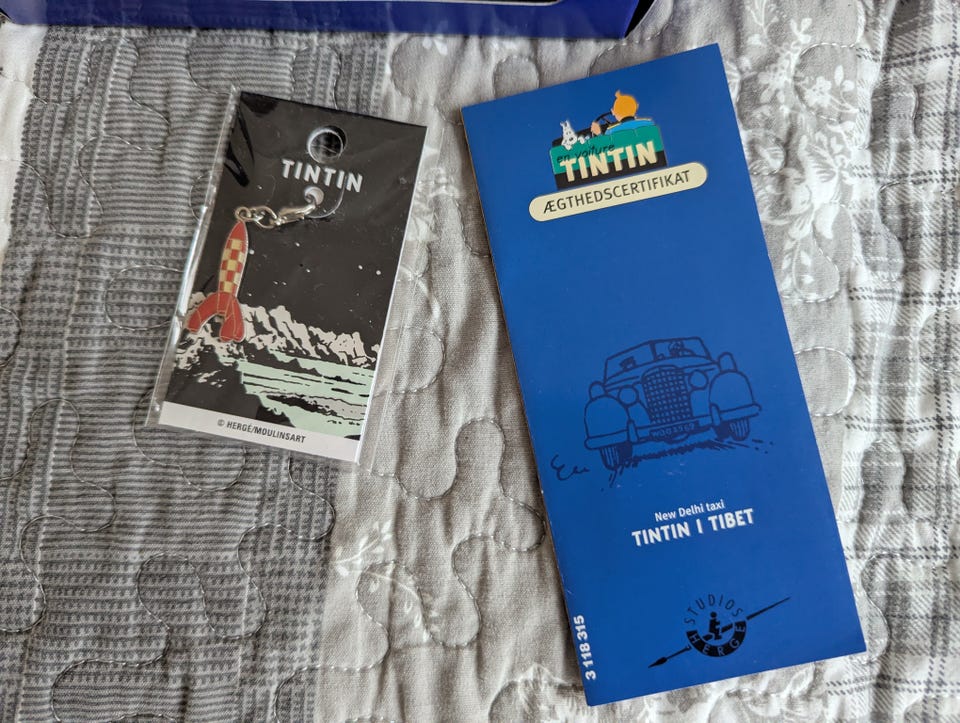 TINTIN
© HERGÉ/MOULINSART
en voiture
TINTIN
ÆGTHEDSCERTIFIKAT
New Delhi taxi
TINTIN I TIBET
STUDIOS
HERGÉ
3 118 315